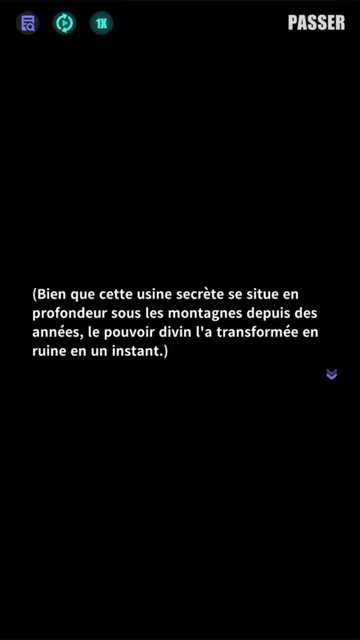 1X
PASSER
(Bien que cette usine secrète se situe en
profondeur sous les montagnes depuis des
années, le pouvoir divin l'a transformée en
ruine en un instant.)